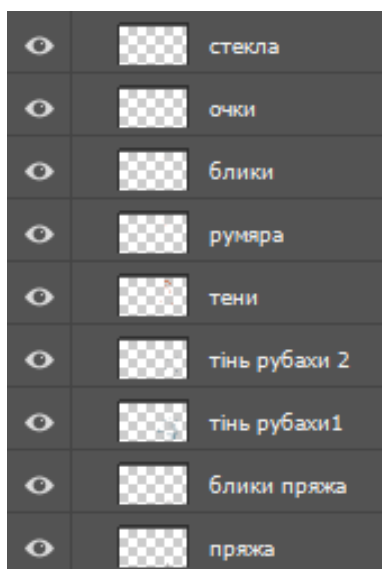 стекла
очки
блики
румяра
тени
тінь рубахи 2
тінь рубахи1
блики пряжа
пряжа